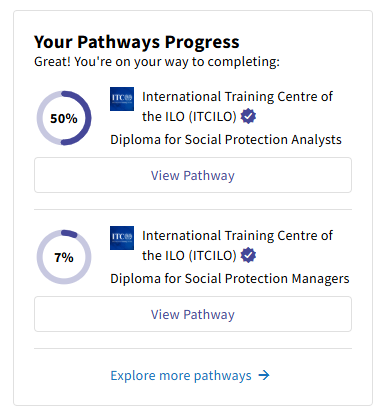 Your Pathways Progress
Great! You're on your way to completing:
50%
ITC
International Training Centre of
the ILO (ITCILO)
Diploma for Social Protection Analysts
View Pathway
7%
ITC
International Training Centre of
the ILO (ITCILO)
Diploma for Social Protection Managers
View Pathway
Explore more pathways →